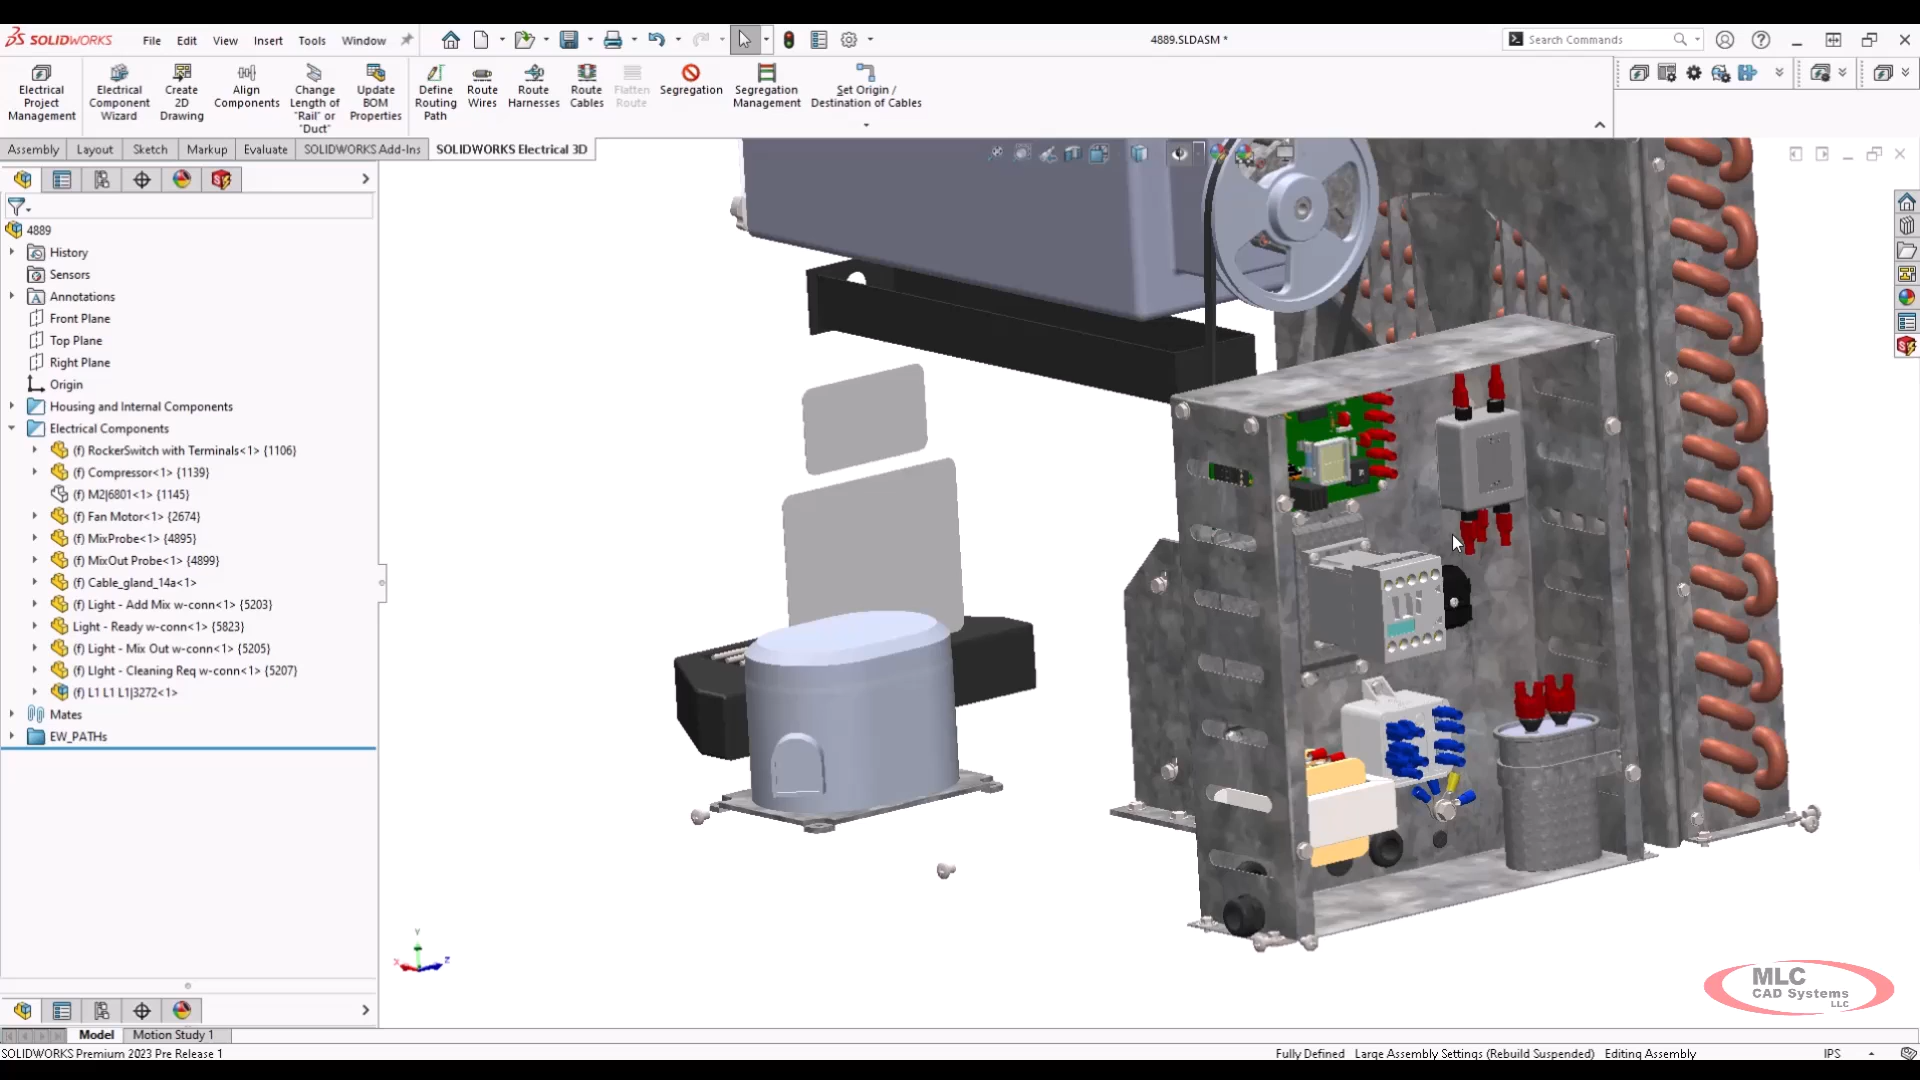 SOLIDWORKS File Edit View Insert Tools Window 4889.SLDASM * Search Commands
Electrical Project Management
Electrical Component Wizard
Create 2D Drawing
Align Components
Change Length of "Rail" or "Duct"
Update BOM Properties
Define Routing Path
Route Wires
Route Harnesses
Route Cables
Flatten Route
Segregation
Segregation Management
Set Origin / Destination of Cables
Assembly Layout Sketch Markup Evaluate SOLIDWORKS Add-Ins SOLIDWORKS Electrical 3D
4889
History
Sensors
Annotations
Front Plane
Top Plane
Right Plane
Origin
Housing and Internal Components
Electrical Components
(f) RockerSwitch with Terminals<1> {1106}
(f) Compressor<1> {1139}
(f) M2|6801<1> {1145}
(f) Fan Motor<1> {2674}
(f) MixProbe<1> {4895}
(f) MixOut Probe<1> {4899}
(f) Cable_gland_14a<1>
(f) Light - Add Mix w-conn<1> {5203}
Light - Ready w-conn<1> {5823}
(f) Light - Mix Out w-conn<1> {5205}
(f) LIght - Cleaning Req w-conn<1> {5207}
(f) L1 L1 L1|3272<1>
Mates
EW_PATHs
Y
X
Z
MLC
CAD Systems
LLC
Model Motion Study 1
SOLIDWORKS Premium 2023 Pre Release 1 Fully Defined Large Assembly Settings (Rebuild Suspended) Editing Assembly IPS